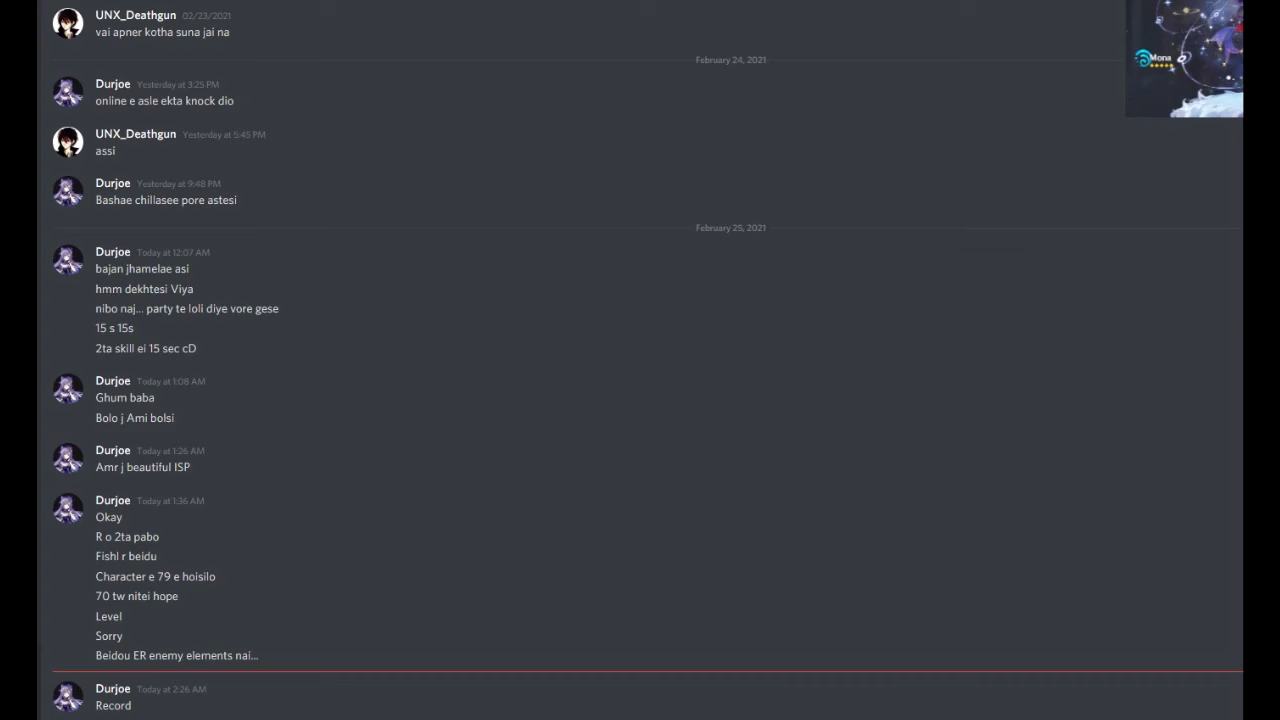 UNX_Deathgun 02/23/2021
vai apner kotha suna jai na
February 24, 2021
Mona
Durjoe Yesterday at 3:25 PM
online e asle ekta knock dio
UNX_Deathgun Yesterday at 5:45 PM
assi
Durjoe Yesterday at 9:48 PM
Bashae chillasee pore astesi
February 25, 2021
Durjoe Today at 12:07 AM
bajan jhamelae asi
hmm dekhtesi Viya
nibo naj... party te loli diye vore gese
15 s 15s
2ta skill ei 15 sec cD
Durjoe Today at 1:08 AM
Ghum baba
Bolo j Ami bolsi
Durjoe Today at 1:26 AM
Amr j beautiful ISP
Durjoe Today at 1:36 AM
Okay
R o 2ta pabo
Fishl r beidu
Character e 79 e hoisilo
70 tw nitei hope
Level
Sorry
Beidou ER enemy elements nai...
Durjoe Today at 2:26 AM
Record